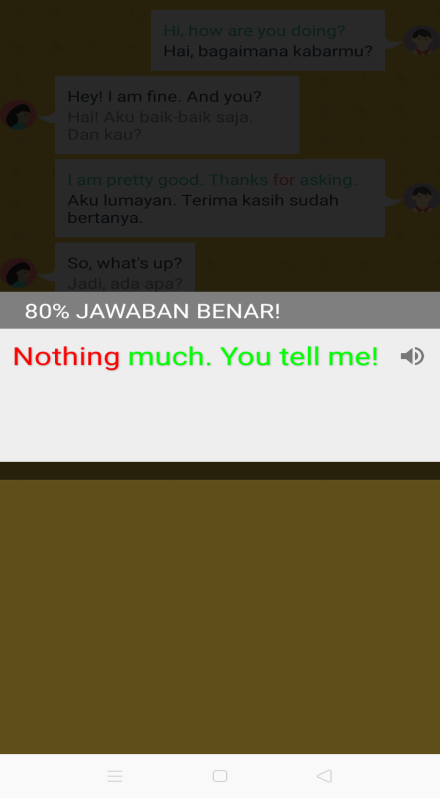 Hi, how are you doing?
Hai, bagaimana kabarmu?
Hey! I am fine. And you?
Hai! Aku baik-baik saja.
Dan kau?
I am pretty good. Thanks for asking.
Aku lumayan. Terima kasih sudah
bertanya.
So, what's up?
Jadi, ada apa?
80% JAWABAN BENAR!
Nothing much. You tell me!